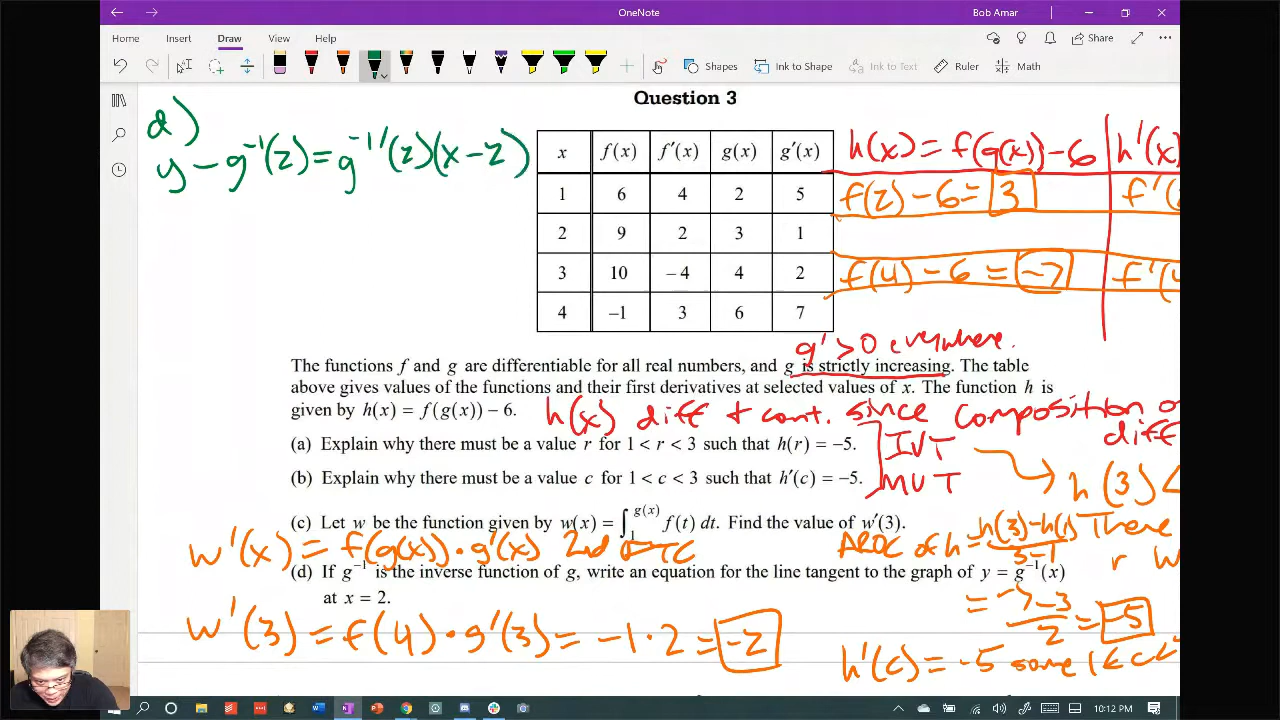 OneNote
Bob Amar
Home Insert Draw View Help
Share
Shapes Ink to Shape Ink to Text Ruler Math
Question 3
d)
y - g⁻¹(2) = g⁻¹'(2)(x - 2)
x f(x) f'(x) g(x) g'(x)
1 6 4 2 5
2 9 2 3 1
3 10 -4 4 2
4 -1 3 6 7
h(x) = f(g(x)) - 6 h'(x)
f(2) - 6 = 3
f(4) - 6 = -7
g' > 0 everywhere.
The functions f and g are differentiable for all real numbers, and g is strictly increasing. The table
above gives values of the functions and their first derivatives at selected values of x. The function h is
given by h(x) = f(g(x)) - 6.
h(x) diff + cont. since composition
diff
(a) Explain why there must be a value r for 1 < r < 3 such that h(r) = -5.
IVT
(b) Explain why there must be a value c for 1 < c < 3 such that h'(c) = -5.
MVT
h(3) <
(c) Let w be the function given by w(x) = ∫₁^g(x) f(t) dt. Find the value of w'(3).
w'(x) = f(g(x)) · g'(x) 2nd FTC
AROC of h = h(3)-h(1)/3-1
There
r w
(d) If g⁻¹ is the inverse function of g, write an equation for the line tangent to the graph of y = g⁻¹(x)
at x = 2.
= -7-3/2 = -5
w'(3) = f(4) · g'(3) = -1 · 2 = -2
h'(c) = -5 some 1 < c <
10:12 PM